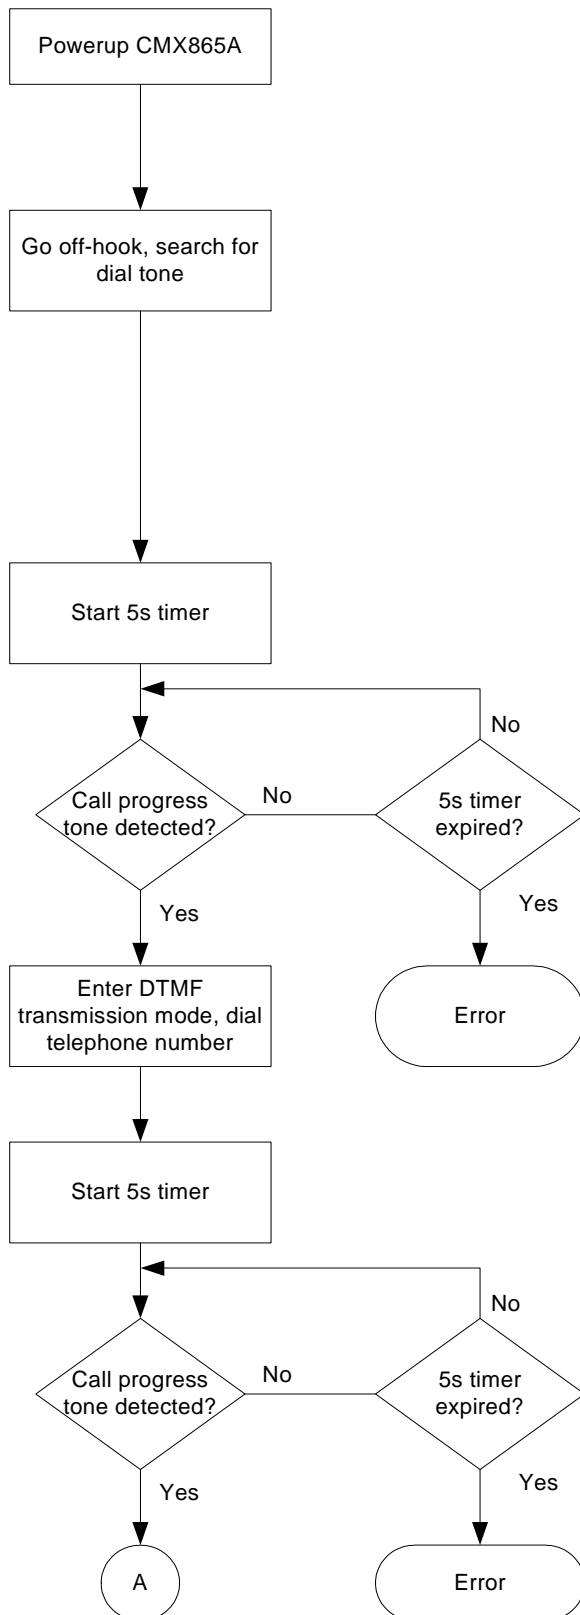 Powerup CMX865A
Go off-hook, search for
dial tone
Start 5s timer
No
Call progress
tone detected?
No
5s timer
expired?
Yes
Yes
Enter DTMF
transmission mode, dial
telephone number
Error
Start 5s timer
No
Call progress
tone detected?
No
5s timer
expired?
Yes
Yes
A
Error